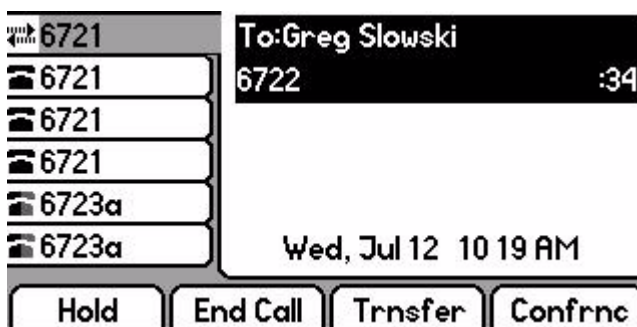 6721
6721
6721
6721
6723a
6723a
To:Greg Slowski
6722 :34
Wed, Jul 12 10 19 AM
Hold End Call Trnsfer Confrnc